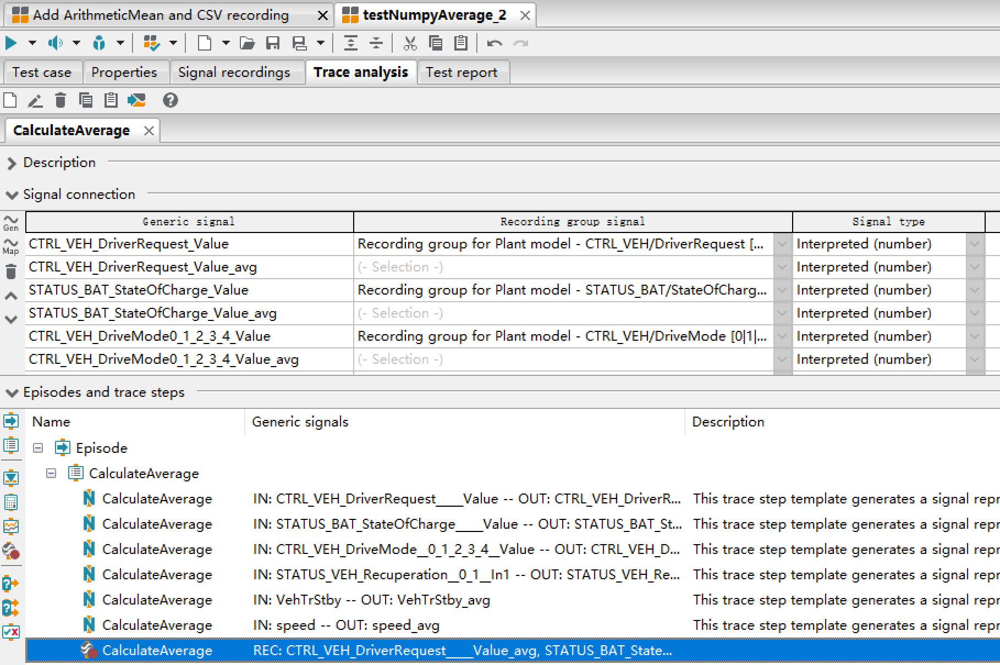 Add ArithmeticMean and CSV recording
testNumpyAverage_2
Test case
Properties
Signal recordings
Trace analysis
Test report
CalculateAverage
Description
Signal connection
Gen
Map
Generic signal Recording group signal Signal type
CTRL_VEH_DriverRequest_Value Recording group for Plant model - CTRL_VEH/DriverRequest [... Interpreted (number)
CTRL_VEH_DriverRequest_Value_avg (- Selection -) Interpreted (number)
STATUS_BAT_StateOfCharge_Value Recording group for Plant model - STATUS_BAT/StateOfCharg... Interpreted (number)
STATUS_BAT_StateOfCharge_Value_avg (- Selection -) Interpreted (number)
CTRL_VEH_DriveMode0_1_2_3_4_Value Recording group for Plant model - CTRL_VEH/DriveMode [0|1|... Interpreted (number)
CTRL_VEH_DriveMode0_1_2_3_4_Value_avg (- Selection -) Interpreted (number)
Episodes and trace steps
Name Generic signals Description
Episode
CalculateAverage
CalculateAverage IN: CTRL_VEH_DriverRequest____Value -- OUT: CTRL_VEH_DriverR... This trace step template generates a signal repr
CalculateAverage IN: STATUS_BAT_StateOfCharge____Value -- OUT: STATUS_BAT_St... This trace step template generates a signal repr
CalculateAverage IN: CTRL_VEH_DriveMode__0_1_2_3_4__Value -- OUT: CTRL_VEH_D... This trace step template generates a signal repr
CalculateAverage IN: STATUS_VEH_Recuperation__0_1__In1 -- OUT: STATUS_VEH_Re... This trace step template generates a signal repr
CalculateAverage IN: VehTrStby -- OUT: VehTrStby_avg This trace step template generates a signal repr
CalculateAverage IN: speed -- OUT: speed_avg This trace step template generates a signal repr
CalculateAverage REC: CTRL_VEH_DriverRequest____Value_avg, STATUS_BAT_State...